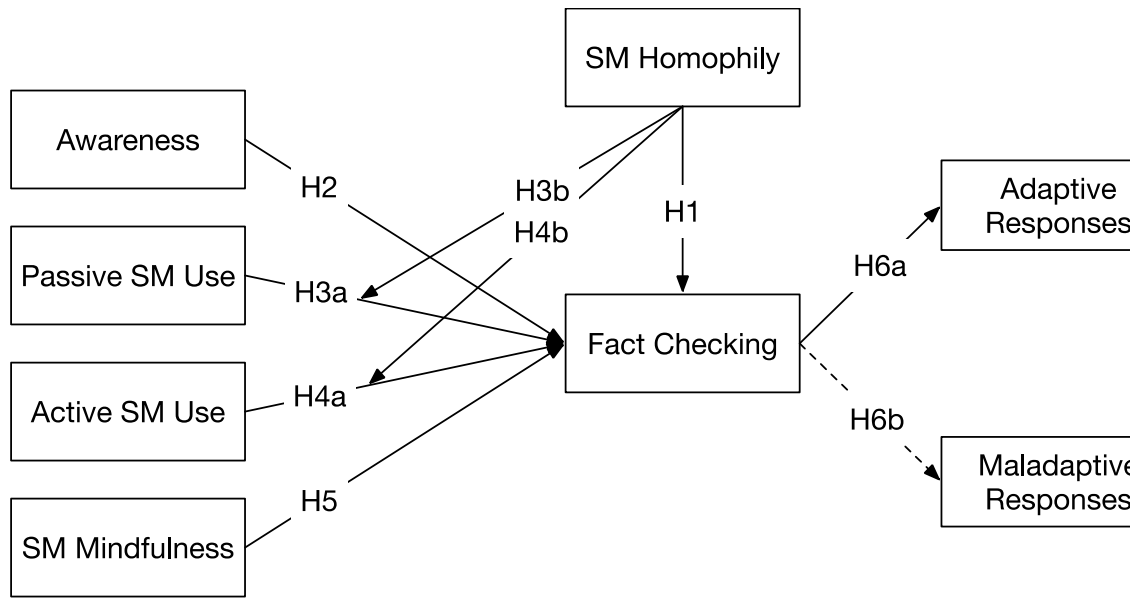 SM Homophily
Awareness
H2
H3b
H4b
H1
Adaptive
Responses
Passive SM Use
H3a
H6a
Fact Checking
Active SM Use
H4a
H6b
H5
Maladaptive
Responses
SM Mindfulness